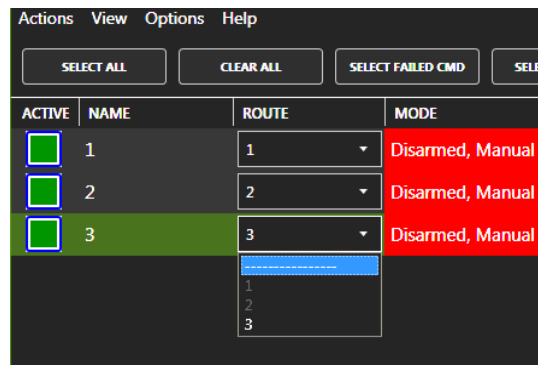 Actions View Options Help
SELECT ALL CLEAR ALL SELECT FAILED CMD SELE
ACTIVE NAME ROUTE MODE
1 1 Disarmed, Manual
2 2 Disarmed, Manual
3 3 Disarmed, Manual
----------------
1
2
3